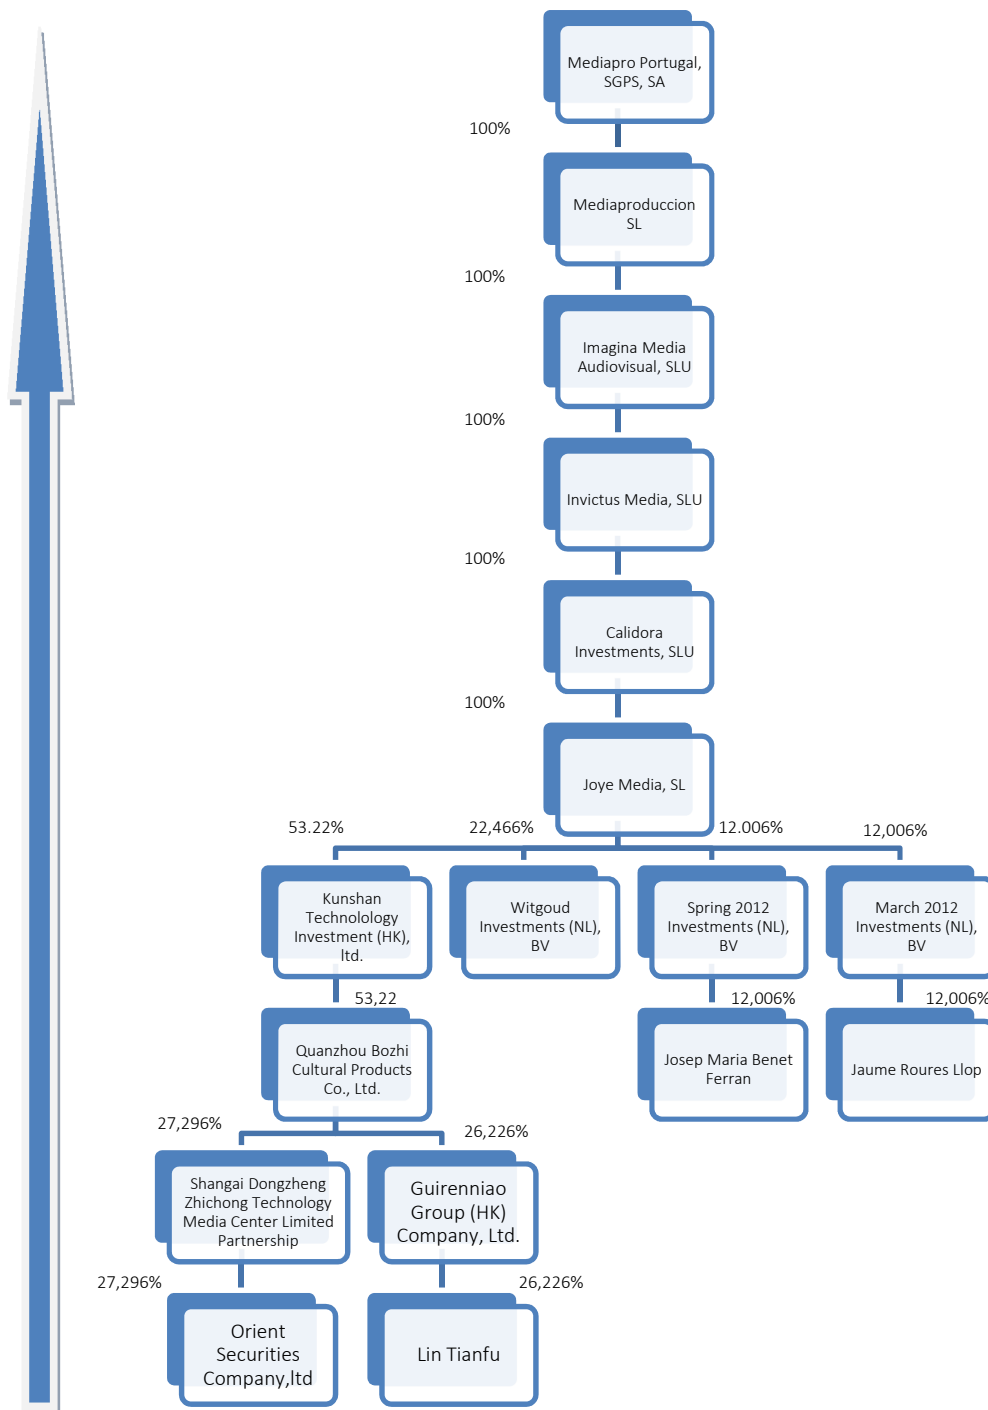 Mediapro Portugal,
SGPS, SA
100%
Mediaproduccion
SL
100%
Imagina Media
Audiovisual, SLU
100%
Invictus Media, SLU
100%
Calidora
Investments, SLU
100%
Joye Media, SL
53.22%
22,466%
12.006%
12,006%
Kunshan
Technolology
Investment (HK),
ltd.
Witgoud
Investments (NL),
BV
Spring 2012
Investments (NL),
BV
March 2012
Investments (NL),
BV
53,22
12,006%
12,006%
Quanzhou Bozhi
Cultural Products
Co., Ltd.
Josep Maria Benet
Ferran
Jaume Roures Llop
27,296%
26,226%
Shangai Dongzheng
Zhichong Technology
Media Center Limited
Partnership
Guirenniao
Group (HK)
Company, Ltd.
27,296%
26,226%
Orient
Securities
Company,ltd
Lin Tianfu